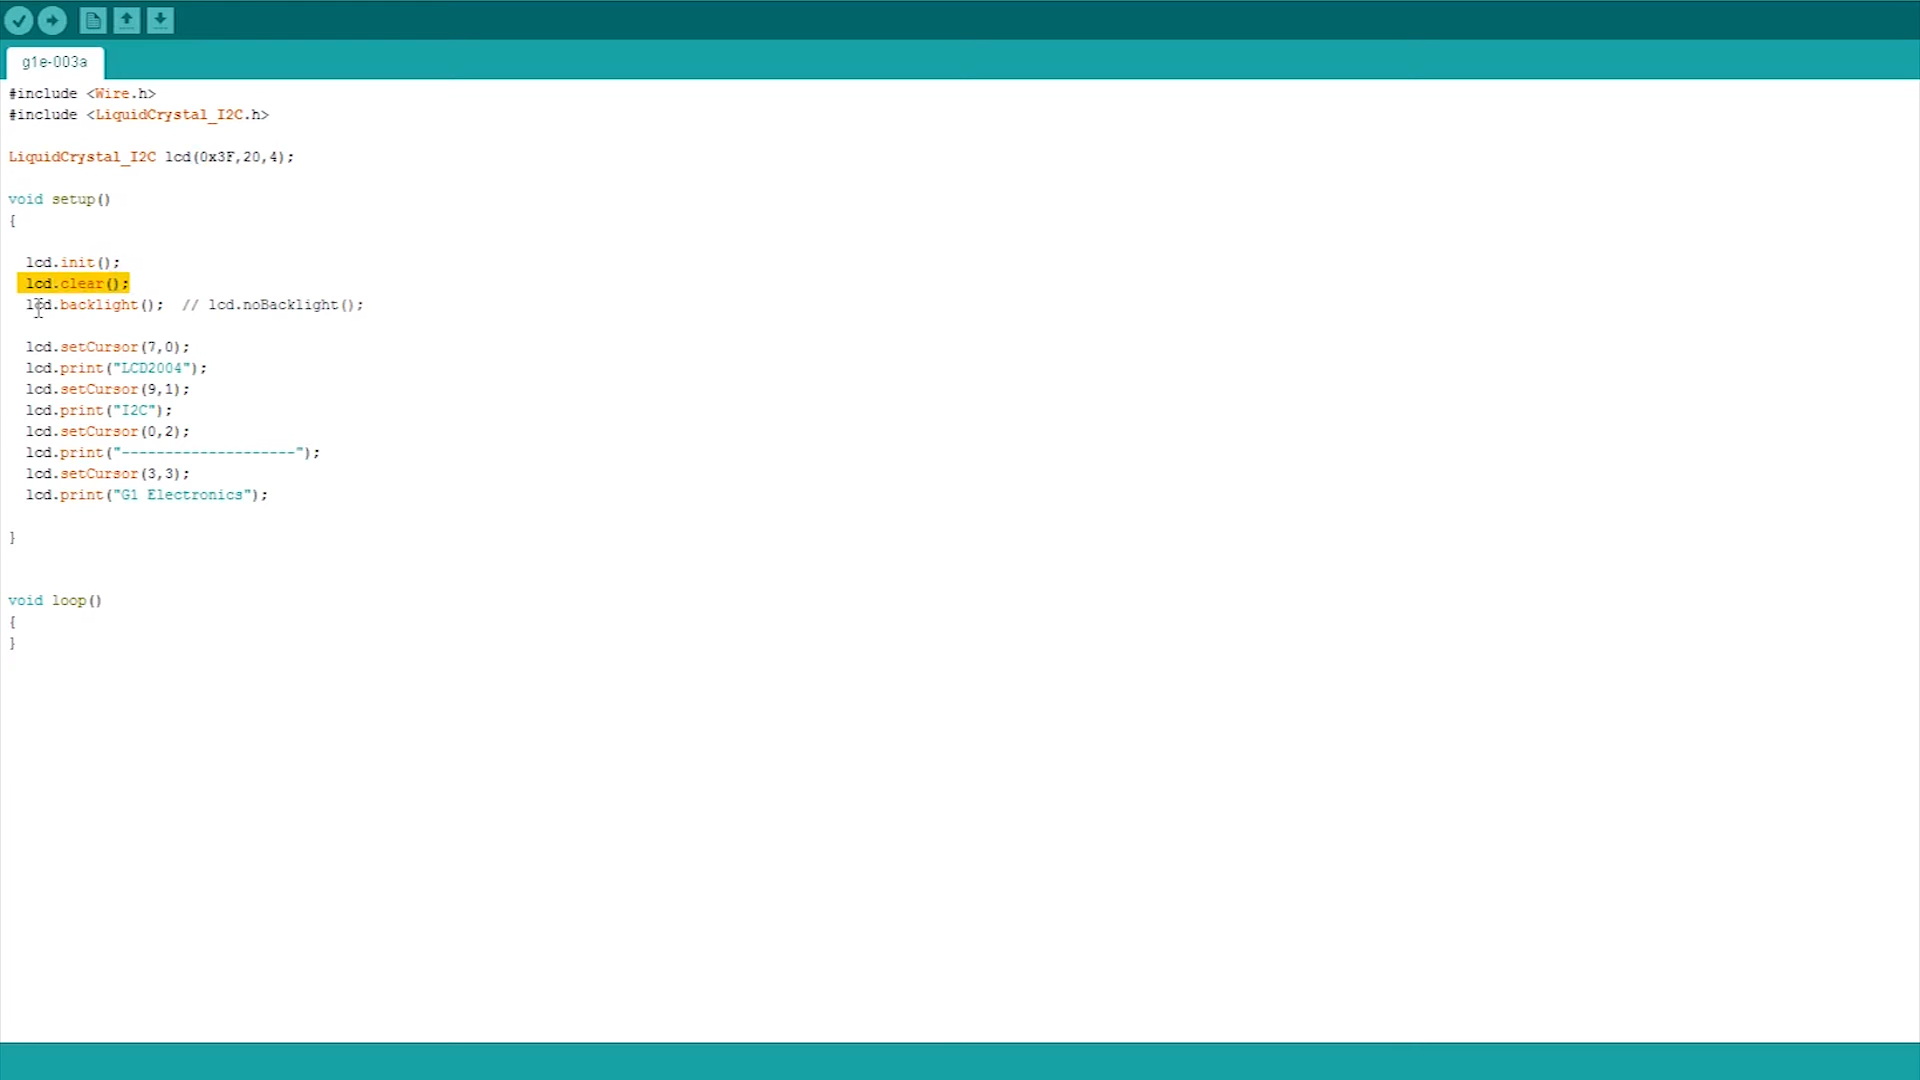 g1e-003a
#include <Wire.h>
#include <LiquidCrystal_I2C.h>
LiquidCrystal_I2C lcd(0x3F,20,4);
void setup()
{
lcd.init();
lcd.clear();
lcd.backlight();  // lcd.noBacklight();
lcd.setCursor(7,0);
lcd.print("LCD2004");
lcd.setCursor(9,1);
lcd.print("I2C");
lcd.setCursor(0,2);
lcd.print("--------------------");
lcd.setCursor(3,3);
lcd.print("G1 Electronics");
}
void loop()
{
}